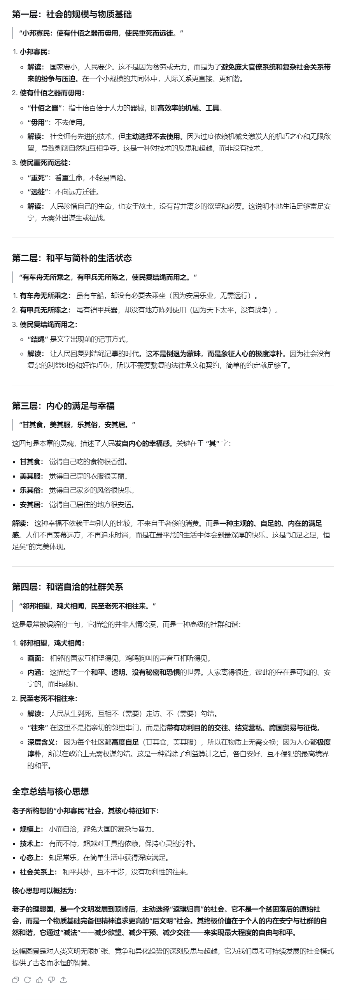 第一层：社会的规模与物质基础
“小邦寡民：使有什佰之器而毋用，使民重死而远徙。”
1. 小邦寡民：
解读： 国家要小，人民要少。这不是因为贫穷或无力，而是为了避免庞大官僚系统和复杂社会关系带
来的纷争与压迫。在一个小规模的共同体中，人际关系更直接、更和谐。
2. 使有什佰之器而毋用：
“什佰之器”：指十倍百倍于人力的器械，即高效率的机械、工具。
“毋用”：不去使用。
解读： 社会拥有先进的技术，但主动选择不去使用。因为过度依赖机械会激发人的机巧之心和无限欲
望，导致剥削自然和互相争夺。这是一种对技术的反思和超越，而非没有技术。
3. 使民重死而远徙：
“重死”：看重生命，不轻易冒险。
“远徙”：不向远方迁徙。
解读： 人民珍惜自己的生命，也安于故土，没有背井离乡的欲望和必要。这说明本地生活足够富足安
宁，无需外出谋生或征战。
第二层：和平与简朴的生活状态
“有车舟无所乘之，有甲兵无所陈之，使民复结绳而用之。”
1. 有车舟无所乘之： 虽有车船，却没有必要去乘坐（因为安居乐业，无需远行）。
2. 有甲兵无所陈之： 虽有铠甲兵器，却没有地方陈列使用（因为天下太平，没有战争）。
3. 使民复结绳而用之：
“结绳” 是文字出现前的记事方式。
解读： 让人民回复到结绳记事的时代。这不是倒退为蒙昧，而是象征人心的极度淳朴。因为社会没有
复杂的利益纠纷和奸诈巧伪，所以不需要繁复的法律条文和契约，简单的约定就足够了。
第三层：内心的满足与幸福
“甘其食，美其服，乐其俗，安其居。”
这四句是本章的灵魂，描述了人民发自内心的幸福感。关键在于 “其” 字：
甘其食： 觉得自己吃的食物很香甜。
美其服： 觉得自己穿的衣服很美丽。
乐其俗： 觉得自己家乡的风俗很快乐。
安其居： 觉得自己居住的地方很安适。
解读： 这种幸福不依赖于与别人的比较，不来自于奢侈的消费。而是一种主观的、自足的、内在的满足
感。人们不再羡慕远方，不再追求时尚，而是在最平常的生活中体会到最深厚的快乐。这是“知足之足，恒
足矣”的完美体现。
第四层：和谐自洽的社群关系
“邻邦相望，鸡犬相闻，民至老死不相往来。”
这是最常被误解的一句，它描绘的并非人情冷漠，而是一种高级的社群和谐：
1. 邻邦相望，鸡犬相闻：
画面： 相邻的国家互相望得见，鸡鸣狗叫的声音互相听得见。
内涵： 这描绘了一个和平、透明、没有秘密和恐惧的世界。大家离得很近，彼此的存在是可知的、安
宁的，而非威胁。
2. 民至老死不相往来：
解读： 人民从生到死，互相不（需要）走访、不（需要）勾结。
“往来” 在这里不是指亲切的邻里串门，而是指带有功利目的的交往、结党营私、跨国贸易与征伐。
深层含义： 因为每个社区都高度自足（甘其食，美其服），所以在物质上无需交换；因为人心都极度
淳朴，所以在政治上无需权谋勾结。这是一种消除了利益算计之后，各自安好、互不侵犯的最高境界
的和平。
全章总结与核心思想
老子所构想的“小邦寡民”社会，其核心特征如下：
规模上： 小而自洽，避免大国的复杂与暴力。
技术上： 有而不恃，超越对工具的依赖，保持心灵的淳朴。
心态上： 知足常乐，在简单生活中获得深度满足。
社会关系上： 和平共处，互不干涉，没有功利性的往来。
核心思想可以概括为：
老子的理想国，是一个文明发展到顶峰后，主动选择“返璞归真”的社会。它不是一个贫困落后的原始社
会，而是一个物质基础完备但精神追求更高的“后文明”社会。其终极价值在于个人的内在安宁与社群的自
然和谐，它通过“减法”——减少欲望、减少干预、减少交往——来实现最大程度的自由与和平。
这幅图景是对人类文明无限扩张、竞争和异化趋势的深刻反思与超越，它为我们思考可持续发展的社会模式
提供了古老而永恒的智慧。